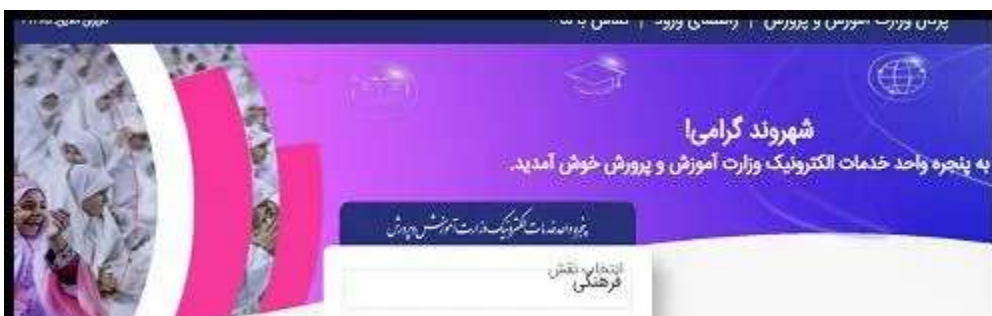 پرتال وزارت آموزش و پرورش | راهنمای ورود | تماس با ما
شهروند گرامی!
به پنجره واحد خدمات الکترونیک وزارت آموزش و پرورش خوش آمدید.
پنجره واحد خدمات الکترونیک وزارت آموزش و پرورش
انتخاب نقش
فرهنگی